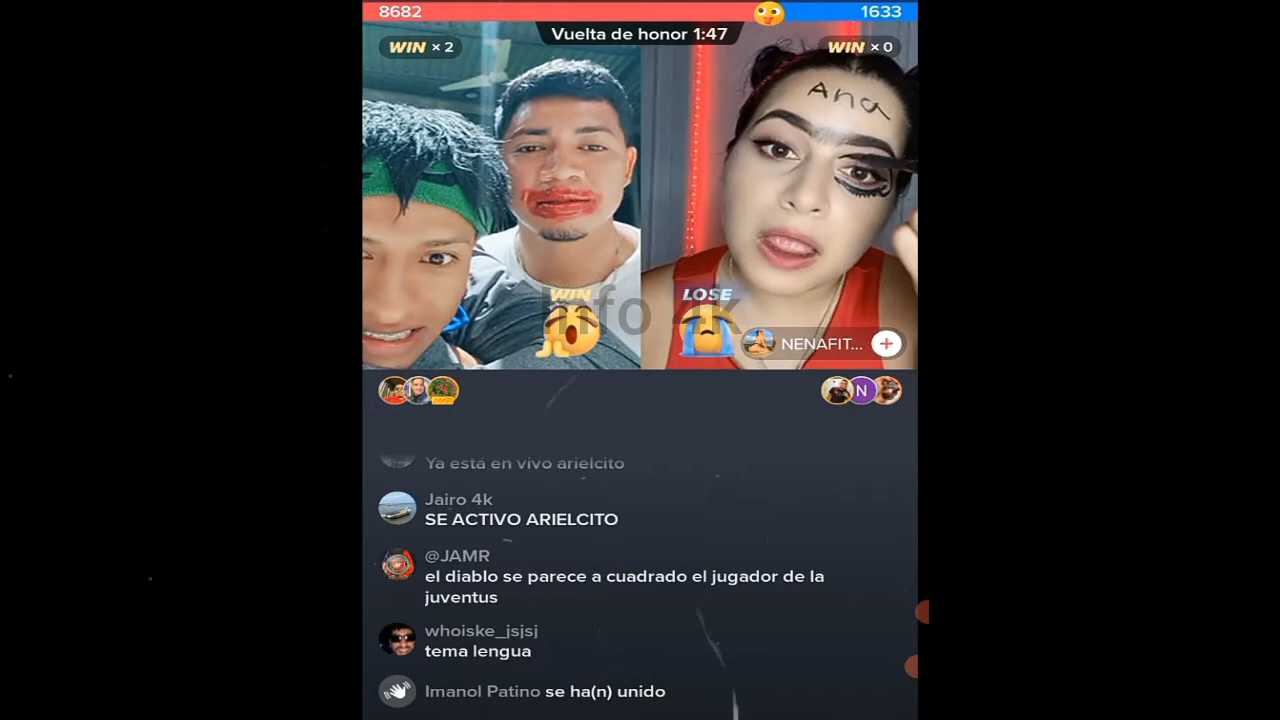 8682
1633
Vuelta de honor 1:47
WIN × 2
WIN × 0
Ana
WIN
LOSE
Info 4k
NENAFIT...
N
Ya está en vivo arielcito
Jairo 4k
SE ACTIVO ARIELCITO
@JAMR
el diablo se parece a cuadrado el jugador de la
juventus
whoiske_jsjsj
tema lengua
Imanol Patino se ha(n) unido